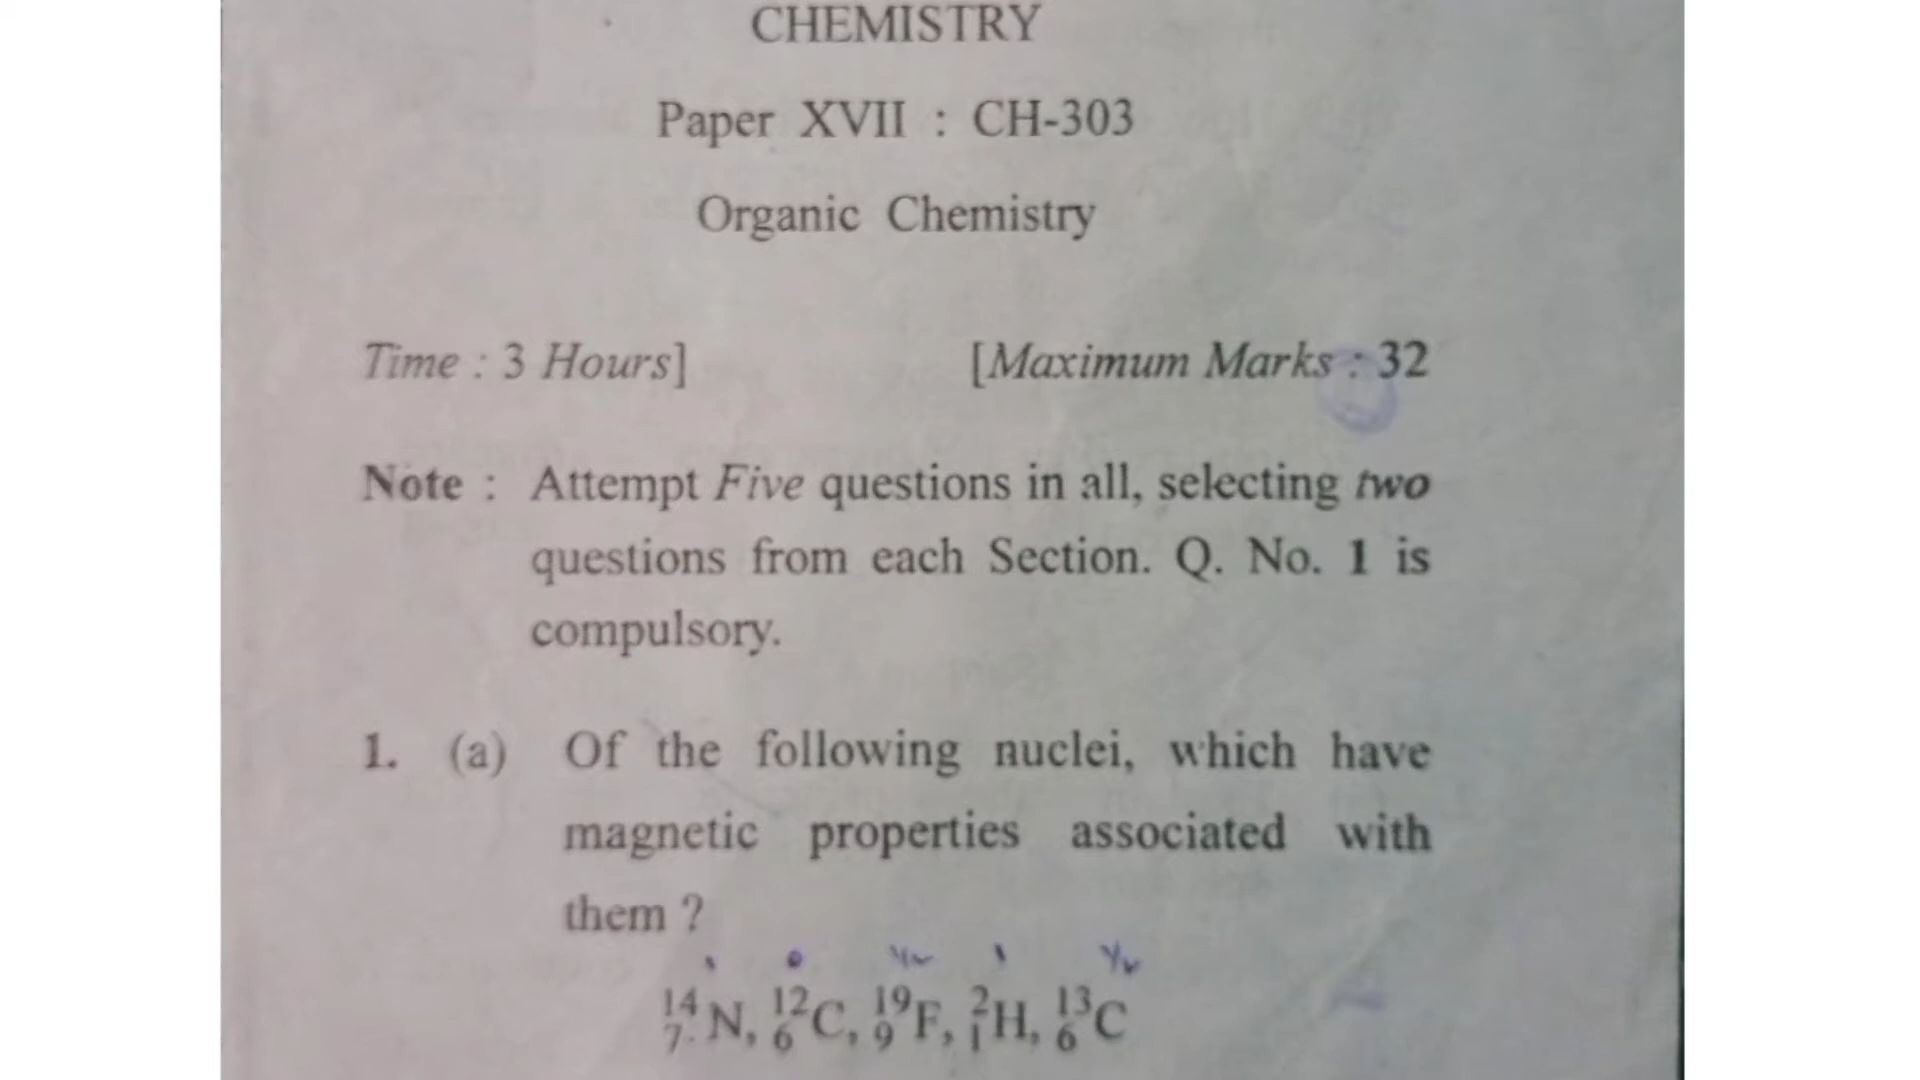 CHEMISTRY
Paper XVII : CH-303
Organic Chemistry
Time : 3 Hours] [Maximum Marks : 32
Note : Attempt Five questions in all, selecting two
questions from each Section. Q. No. 1 is
compulsory.
1. (a) Of the following nuclei, which have
magnetic properties associated with
them ?
¹⁴₇N, ¹²₆C, ¹⁹₉F, ²₁H, ¹³₆C